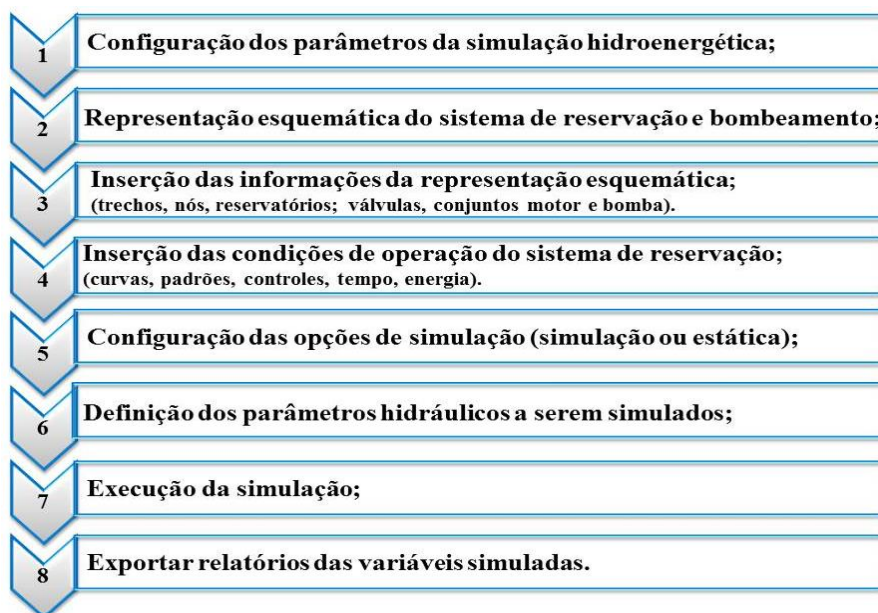 1 Configuração dos parâmetros da simulação hidroenergética;
2 Representação esquemática do sistema de reservação e bombeamento;
3 Inserção das informações da representação esquemática;
(trechos, nós, reservatórios; válvulas, conjuntos motor e bomba).
4 Inserção das condições de operação do sistema de reservação;
(curvas, padrões, controles, tempo, energia).
5 Configuração das opções de simulação (simulação ou estática);
6 Definição dos parâmetros hidráulicos a serem simulados;
7 Execução da simulação;
8 Exportar relatórios das variáveis simuladas.